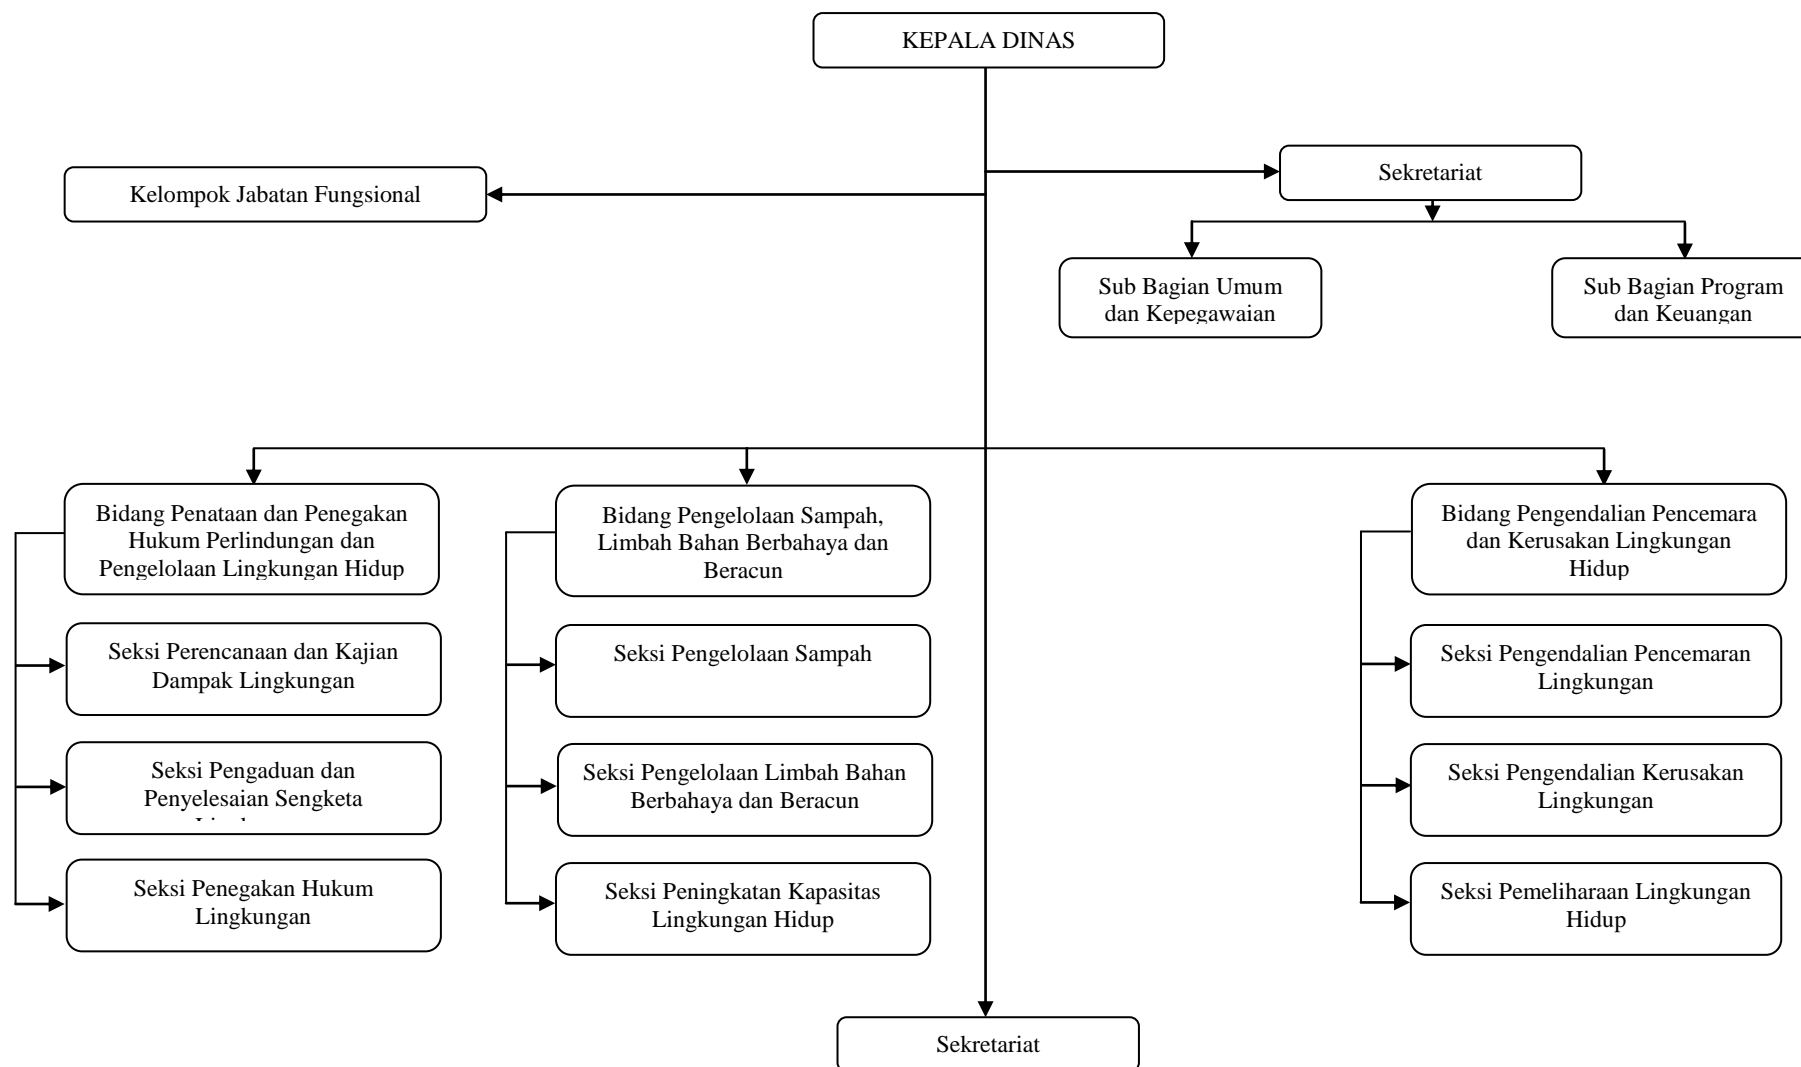 KEPALA DINAS
Sekretariat
Kelompok Jabatan Fungsional
Sub Bagian Umum
dan Kepegawaian
Sub Bagian Program
dan Keuangan
Bidang Penataan dan Penegakan
Hukum Perlindungan dan
Pengelolaan Lingkungan Hidup
Bidang Pengelolaan Sampah,
Limbah Bahan Berbahaya dan
Beracun
Bidang Pengendalian Pencemara
dan Kerusakan Lingkungan
Hidup
Seksi Perencanaan dan Kajian
Dampak Lingkungan
Seksi Pengelolaan Sampah
Seksi Pengendalian Pencemaran
Lingkungan
Seksi Pengaduan dan
Penyelesaian Sengketa
Seksi Pengelolaan Limbah Bahan
Berbahaya dan Beracun
Seksi Pengendalian Kerusakan
Lingkungan
Seksi Penegakan Hukum
Lingkungan
Seksi Peningkatan Kapasitas
Lingkungan Hidup
Seksi Pemeliharaan Lingkungan
Hidup
Sekretariat